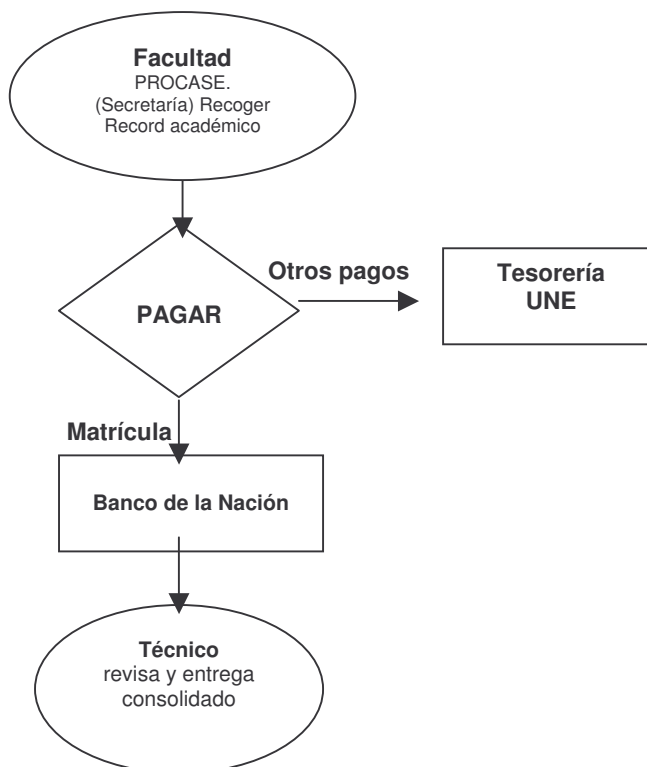 Facultad
PROCASE.
(Secretaría) Recoger
Record académico
Otros pagos
Tesorería
UNE
PAGAR
Matrícula
Banco de la Nación
Técnico
revisa y entrega
consolidado